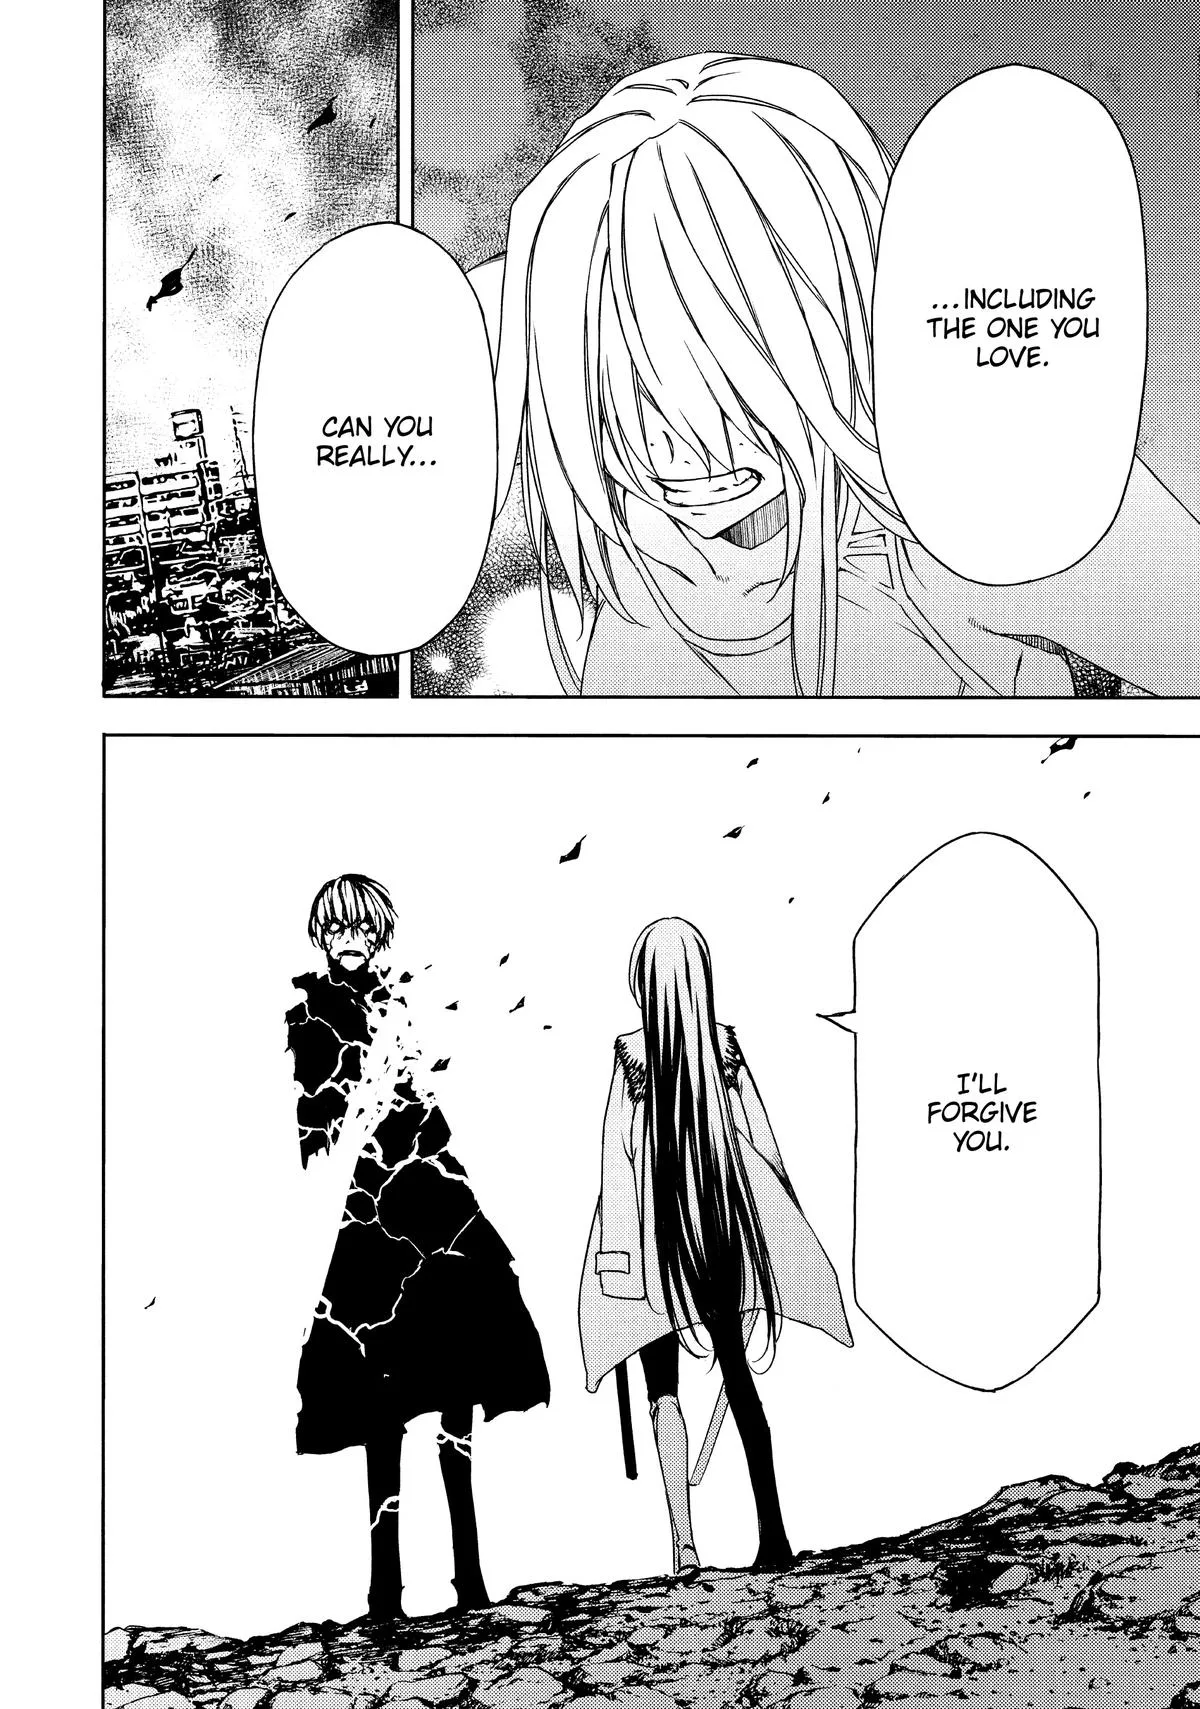 ...INCLUDING
THE ONE YOU
LOVE.
CAN YOU
REALLY...
I'LL
FORGIVE
YOU.